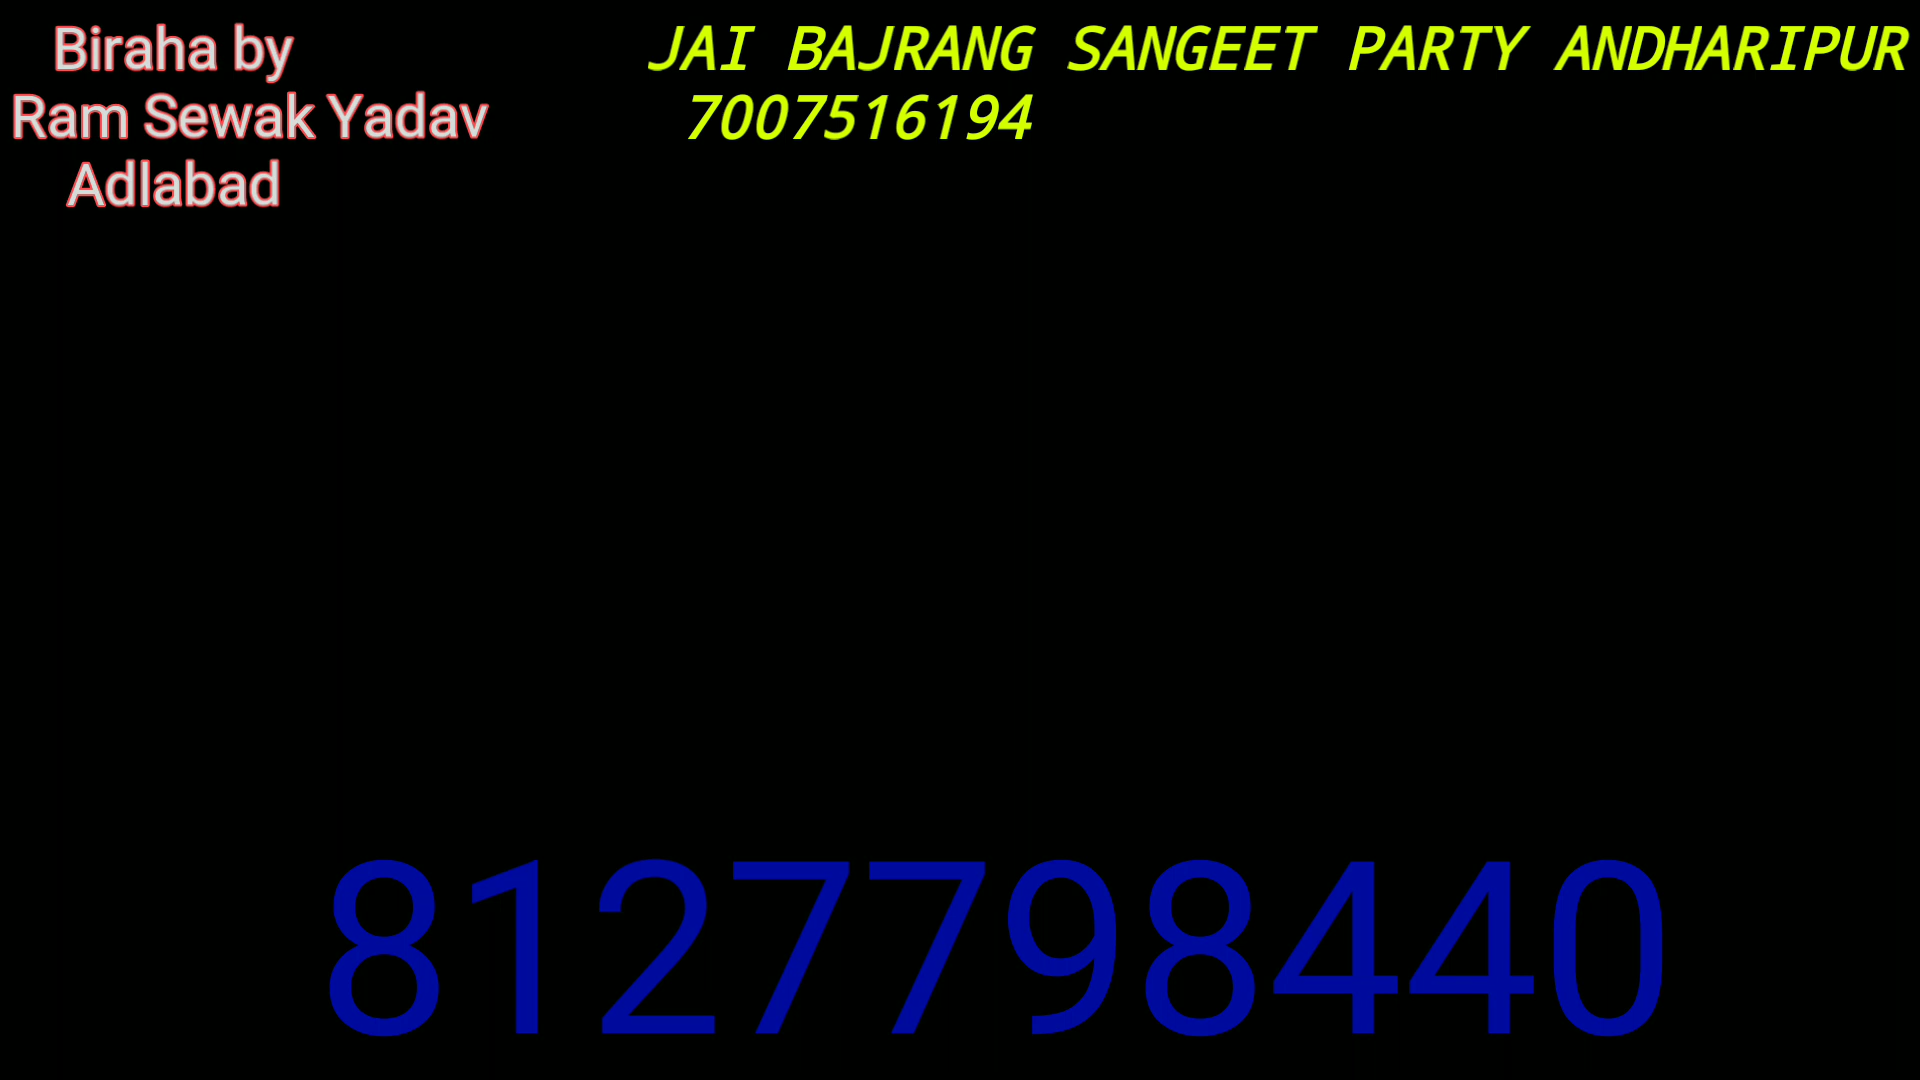 Biraha by
Ram Sewak Yadav
Adlabad
JAI BAJRANG SANGEET PARTY ANDHARIPUR
7007516194
8127798440